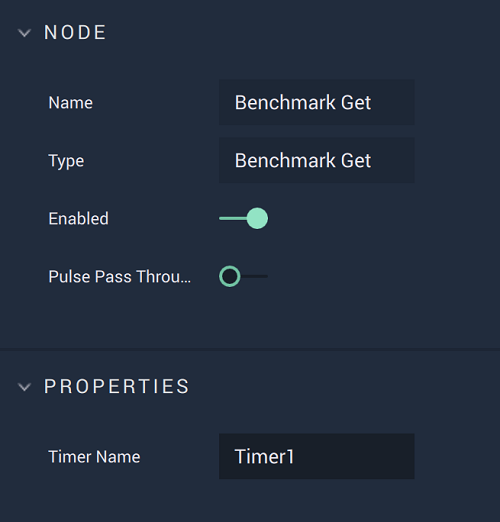 NODE
Name Benchmark Get
Type Benchmark Get
Enabled
Pulse Pass Throu...
PROPERTIES
Timer Name Timer1